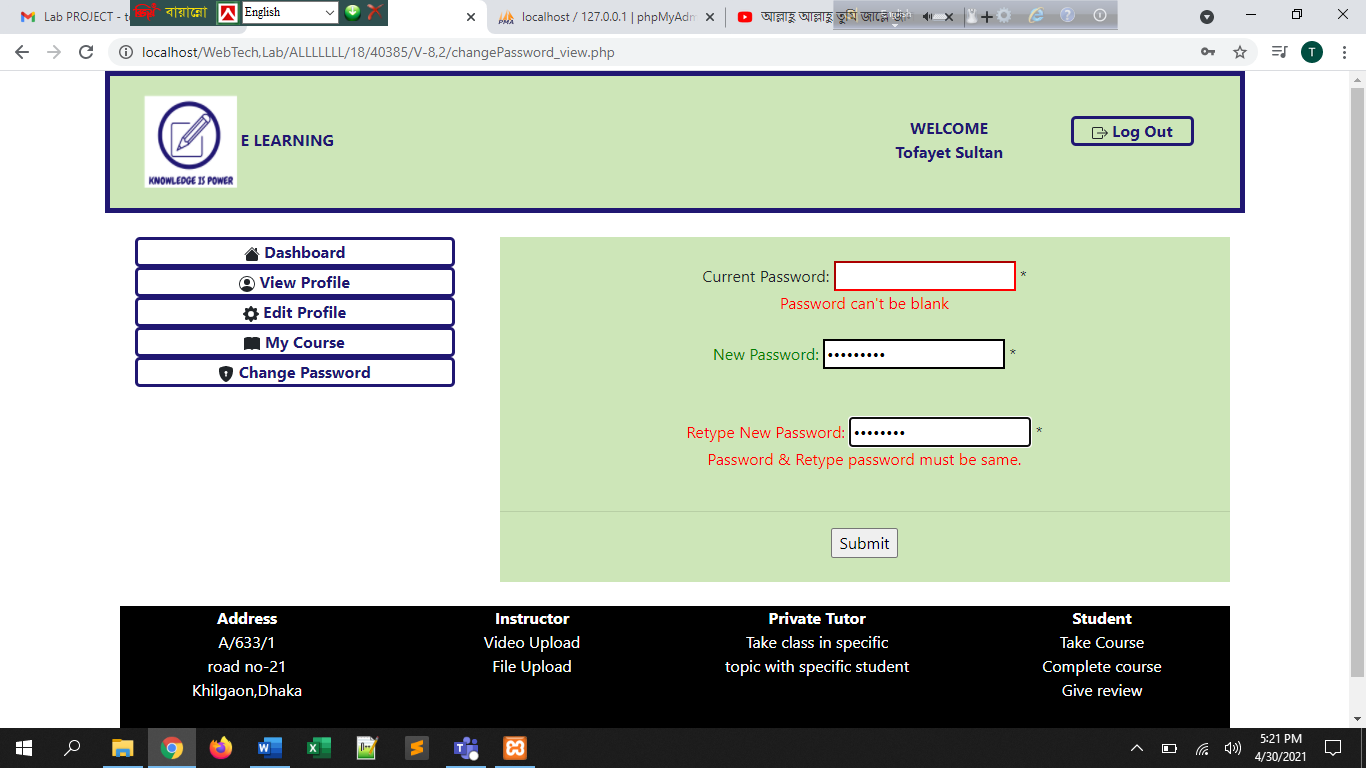 Lab PROJECT - t
বায়ান্নো
English
localhost / 127.0.0.1 | phpMyAdm
আল্লাহু আল্লাহু তুমি জাল্লে
English
localhost/WebTech,Lab/ALLLLLLL/18/40385/V-8,2/changePassword_view.php
T
KNOWLEDGE IS POWER
E LEARNING
WELCOME
Tofayet Sultan
Log Out
Dashboard
View Profile
Edit Profile
My Course
Change Password
Current Password: *
Password can't be blank
New Password: ••••••••• *
Retype New Password: •••••••• *
Password & Retype password must be same.
Submit
Address
A/633/1
road no-21
Khilgaon,Dhaka
Instructor
Video Upload
File Upload
Private Tutor
Take class in specific
topic with specific student
Student
Take Course
Complete course
Give review
5:21 PM
4/30/2021